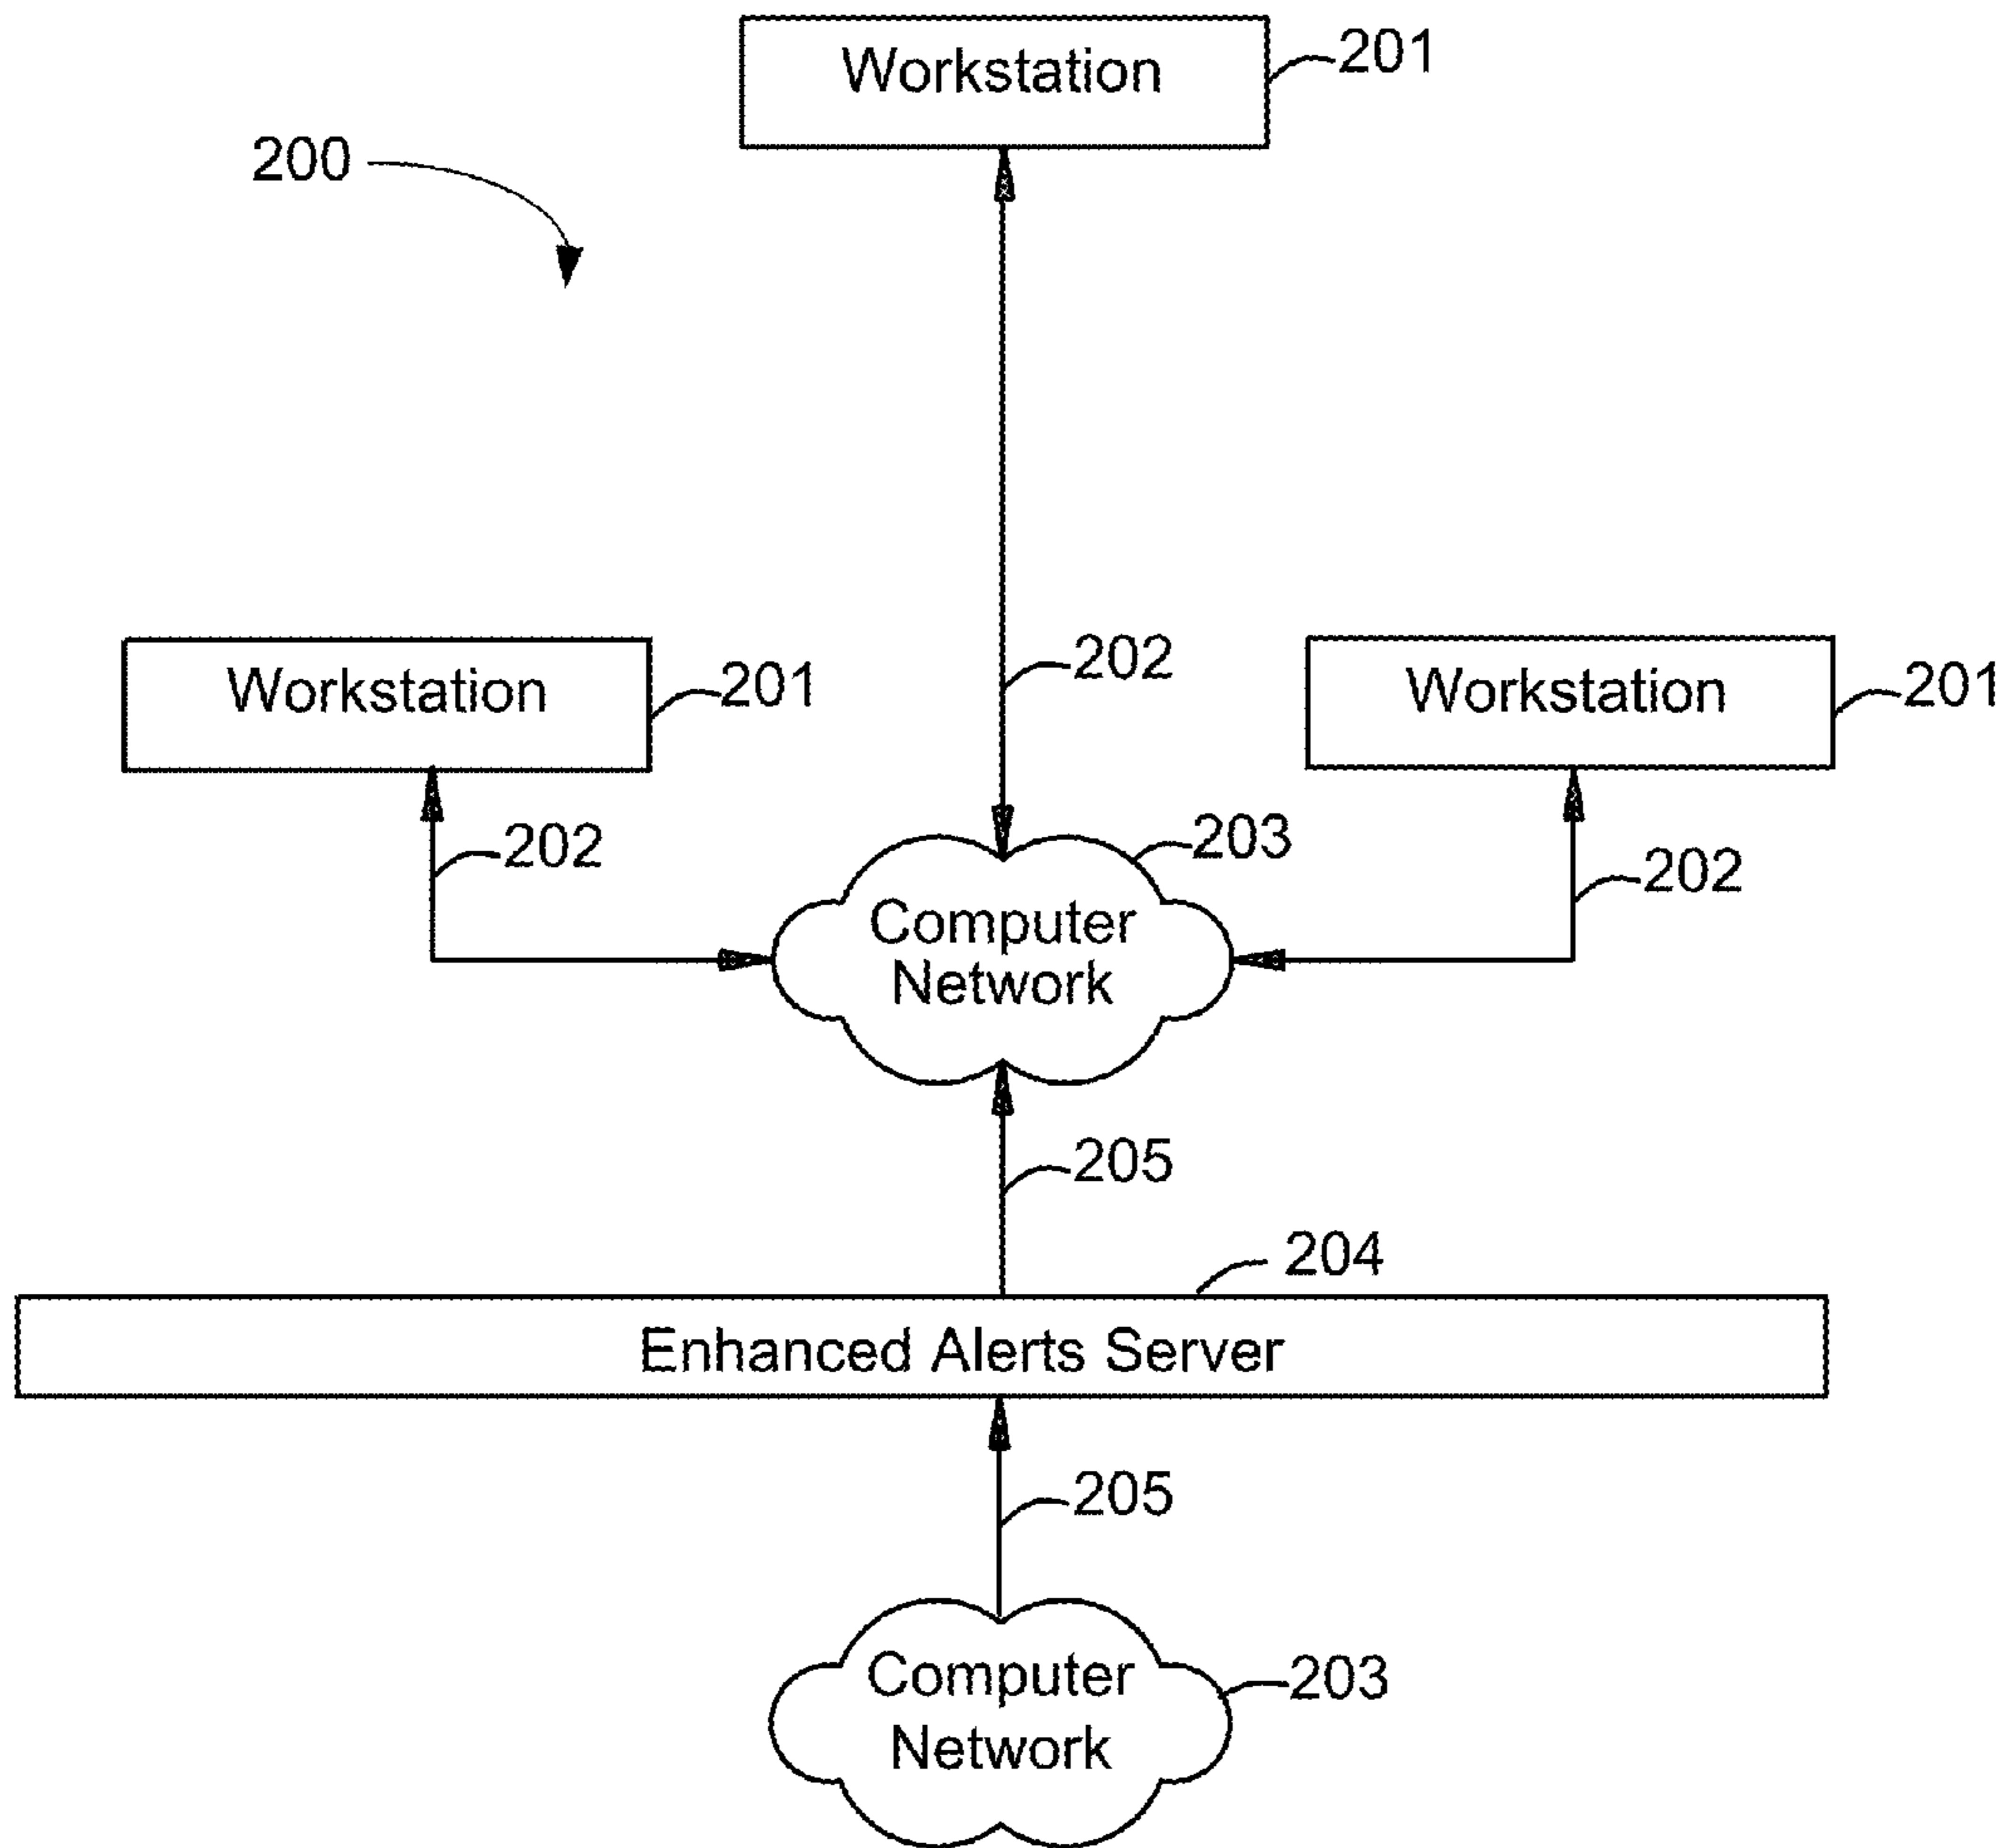 Workstation
201
200
202
Workstation
201
Workstation
201
202
203
202
Computer
Network
205
204
Enhanced Alerts Server
205
Computer
Network
203